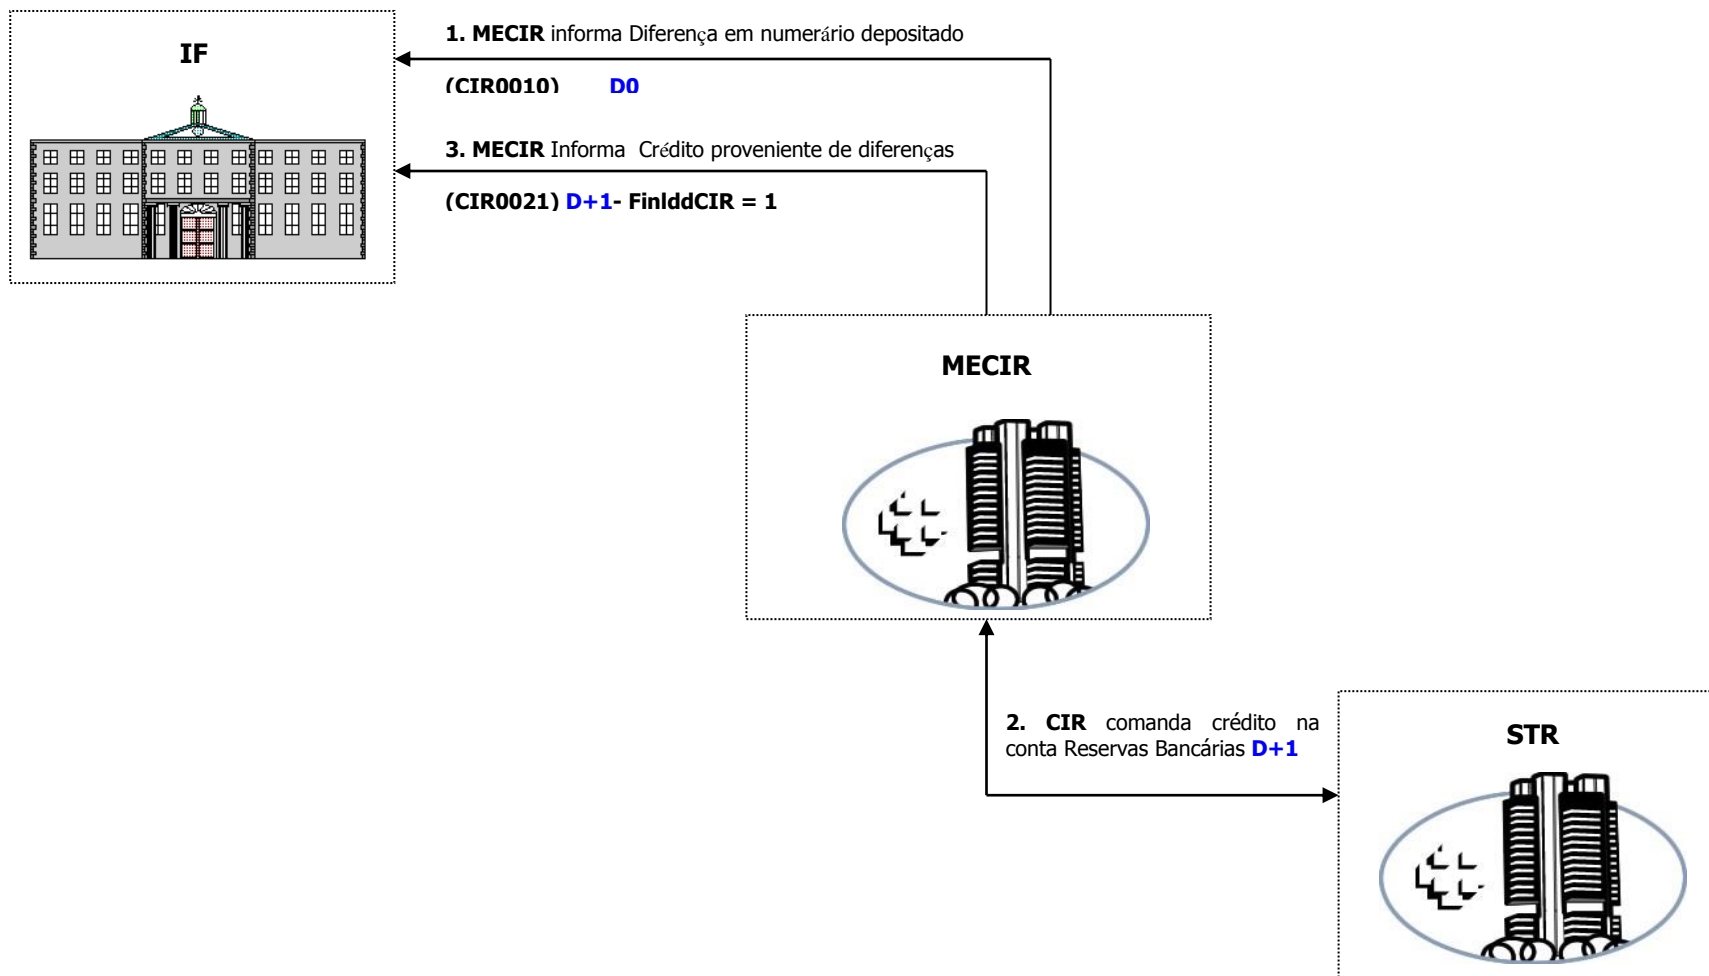 IF
1. MECIR informa Diferença em numerário depositado
(CIR0010) D0
3. MECIR Informa Crédito proveniente de diferenças
(CIR0021) D+1- FinlddCIR = 1
MECIR
2. CIR comanda crédito na
conta Reservas Bancárias D+1
STR